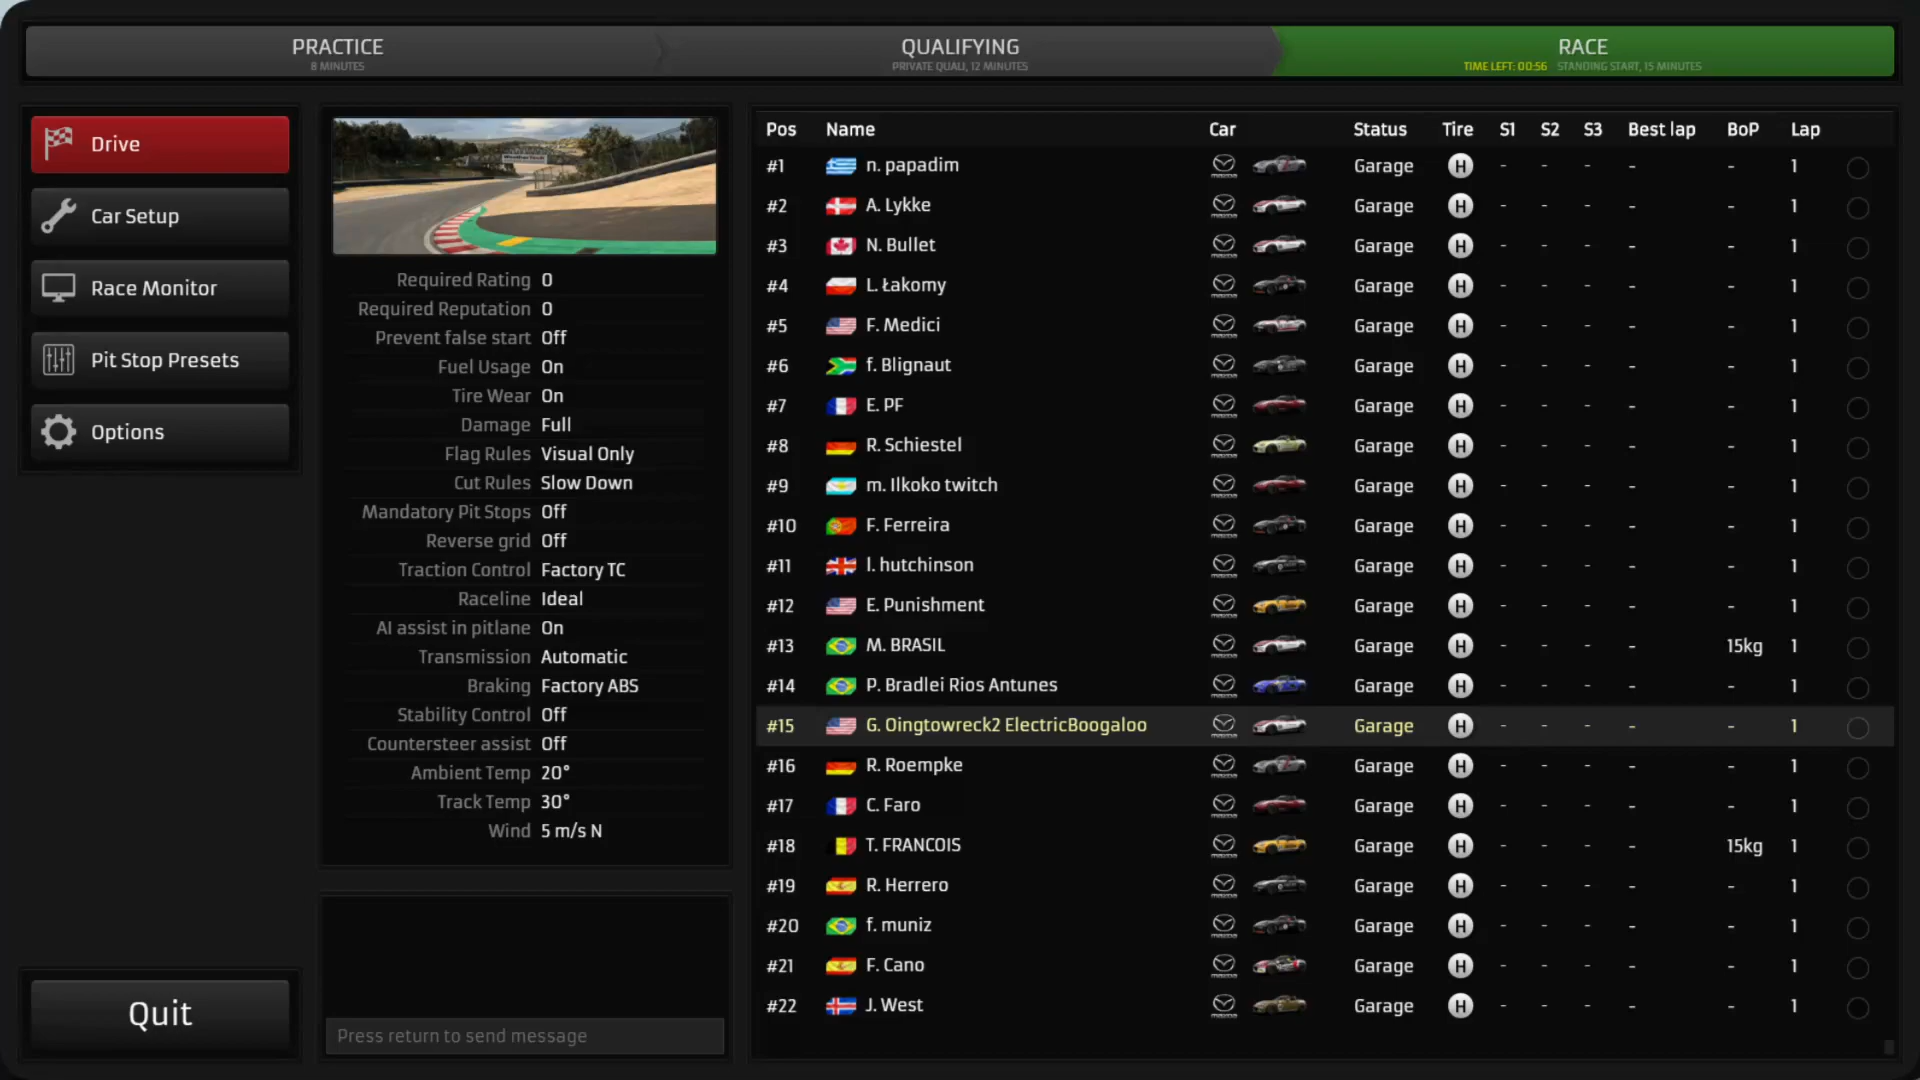 PRACTICE
8 MINUTES
QUALIFYING
PRIVATE QUALI, 12 MINUTES
RACE
TIME LEFT: 00:56 STANDING START, 15 MINUTES
Drive
Car Setup
Race Monitor
Pit Stop Presets
Options
Quit
Required Rating 0
Required Reputation 0
Prevent false start Off
Fuel Usage On
Tire Wear On
Damage Full
Flag Rules Visual Only
Cut Rules Slow Down
Mandatory Pit Stops Off
Reverse grid Off
Traction Control Factory TC
Raceline Ideal
AI assist in pitlane On
Transmission Automatic
Braking Factory ABS
Stability Control Off
Countersteer assist Off
Ambient Temp 20°
Track Temp 30°
Wind 5 m/s N
Press return to send message
Pos Name Car Status Tire S1 S2 S3 Best lap BoP Lap
#1 n. papadim Garage H - - - - - 1
#2 A. Lykke Garage H - - - - - 1
#3 N. Bullet Garage H - - - - - 1
#4 L. Łakomy Garage H - - - - - 1
#5 F. Medici Garage H - - - - - 1
#6 f. Blignaut Garage H - - - - - 1
#7 E. PF Garage H - - - - - 1
#8 R. Schiestel Garage H - - - - - 1
#9 m. Ilkoko twitch Garage H - - - - - 1
#10 F. Ferreira Garage H - - - - - 1
#11 l. hutchinson Garage H - - - - - 1
#12 E. Punishment Garage H - - - - - 1
#13 M. BRASIL Garage H - - - - 15kg 1
#14 P. Bradlei Rios Antunes Garage H - - - - - 1
#15 G. Oingtowreck2 ElectricBoogaloo Garage H - - - - - 1
#16 R. Roempke Garage H - - - - - 1
#17 C. Faro Garage H - - - - - 1
#18 T. FRANCOIS Garage H - - - - 15kg 1
#19 R. Herrero Garage H - - - - - 1
#20 f. muniz Garage H - - - - - 1
#21 F. Cano Garage H - - - - - 1
#22 J. West Garage H - - - - - 1